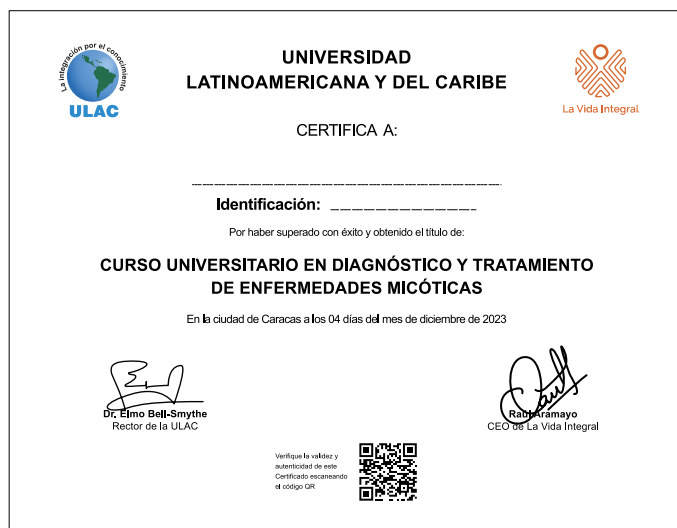 La integración por el conocimiento
ULAC
UNIVERSIDAD
LATINOAMERICANA Y DEL CARIBE
La Vida Integral
CERTIFICA A:
Identificación:
Por haber superado con éxito y obtenido el título de:
CURSO UNIVERSITARIO EN DIAGNÓSTICO Y TRATAMIENTO
DE ENFERMEDADES MICÓTICAS
En la ciudad de Caracas a los 04 días del mes de diciembre de 2023
Dr. Elmo Bell-Smythe
Rector de la ULAC
Raúl Aramayo
CEO de La Vida Integral
Verifique la validez y
autenticidad de este
Certificado escaneando
el código QR